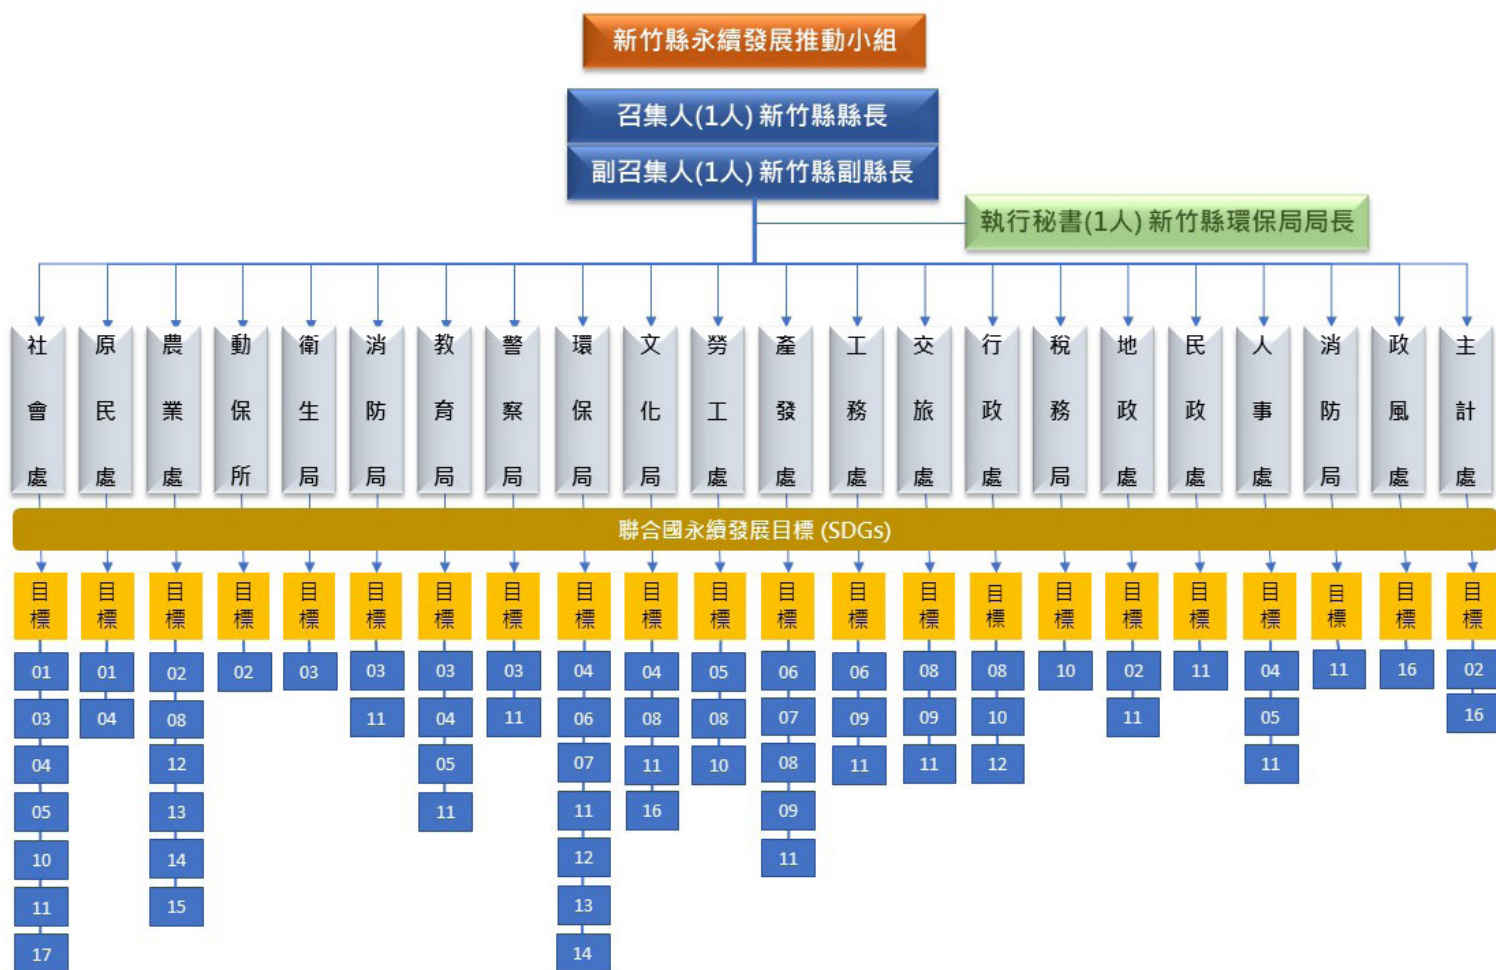 新竹縣永續發展推動小組
召集人(1人) 新竹縣縣長
副召集人(1人) 新竹縣副縣長
執行秘書(1人) 新竹縣環保局局長
社會處
原民處
農業處
動保所
衛生局
消防局
教育局
警察局
環保局
文化局
勞工處
產發處
工務處
交旅處
行政處
稅務局
地政處
民政處
人事處
消防局
政風處
主計處
聯合國永續發展目標 (SDGs)
目標
01
03
04
05
10
11
17
目標
01
04
目標
02
08
12
13
14
15
目標
02
目標
03
目標
03
11
目標
03
04
05
11
目標
03
11
目標
04
06
07
11
12
13
14
目標
04
08
11
16
目標
05
08
10
目標
06
07
08
09
11
目標
06
09
11
目標
08
09
11
目標
08
10
12
目標
10
目標
02
11
目標
11
目標
04
05
11
目標
11
目標
16
目標
02
16